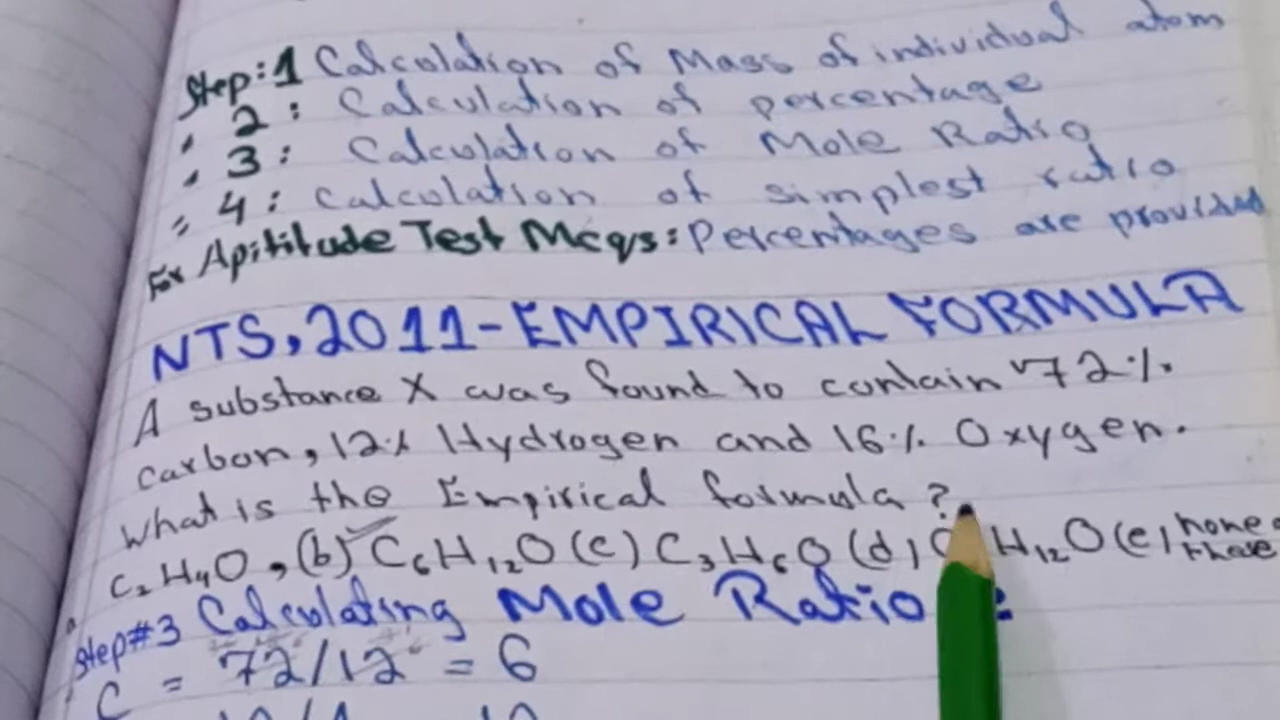 Step:1 Calculation of Mass of individual atom
" 2: Calculation of percentage
" 3: Calculation of Mole Ratio
" 4: Calculation of simplest ratio
For Aptitude Test Mcqs: Percentages are provided
NTS, 2011-EMPIRICAL FORMULA
A substance X was found to contain 72%
carbon, 12% Hydrogen and 16% Oxygen.
What is the Empirical formula?
C₂H₄O, (b) C₆H₁₂O (c) C₃H₆O (d) H₁₂O (e) none these
Step#3 Calculating Mole Ratio:
C = 72/12 = 6